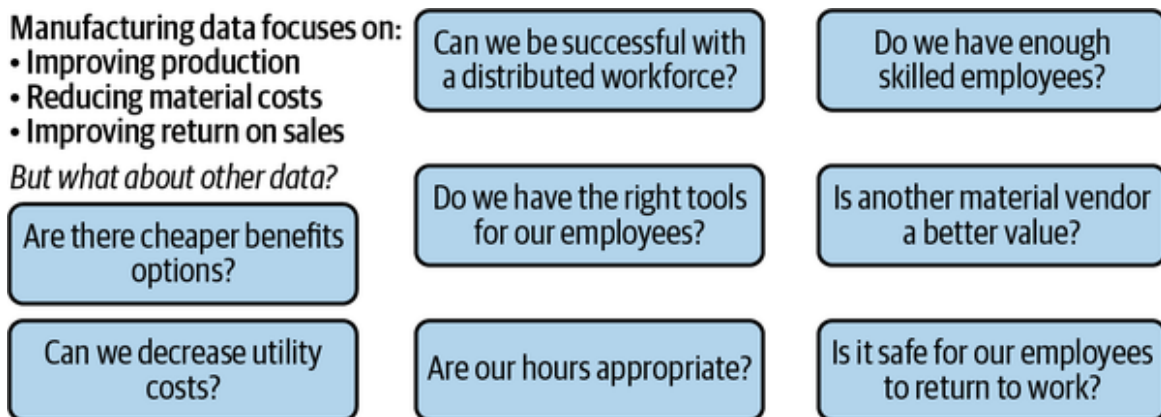 Manufacturing data focuses on:
• Improving production
• Reducing material costs
• Improving return on sales
But what about other data?
Are there cheaper benefits
options?
Can we decrease utility
costs?
Can we be successful with
a distributed workforce?
Do we have the right tools
for our employees?
Are our hours appropriate?
Do we have enough
skilled employees?
Is another material vendor
a better value?
Is it safe for our employees
to return to work?